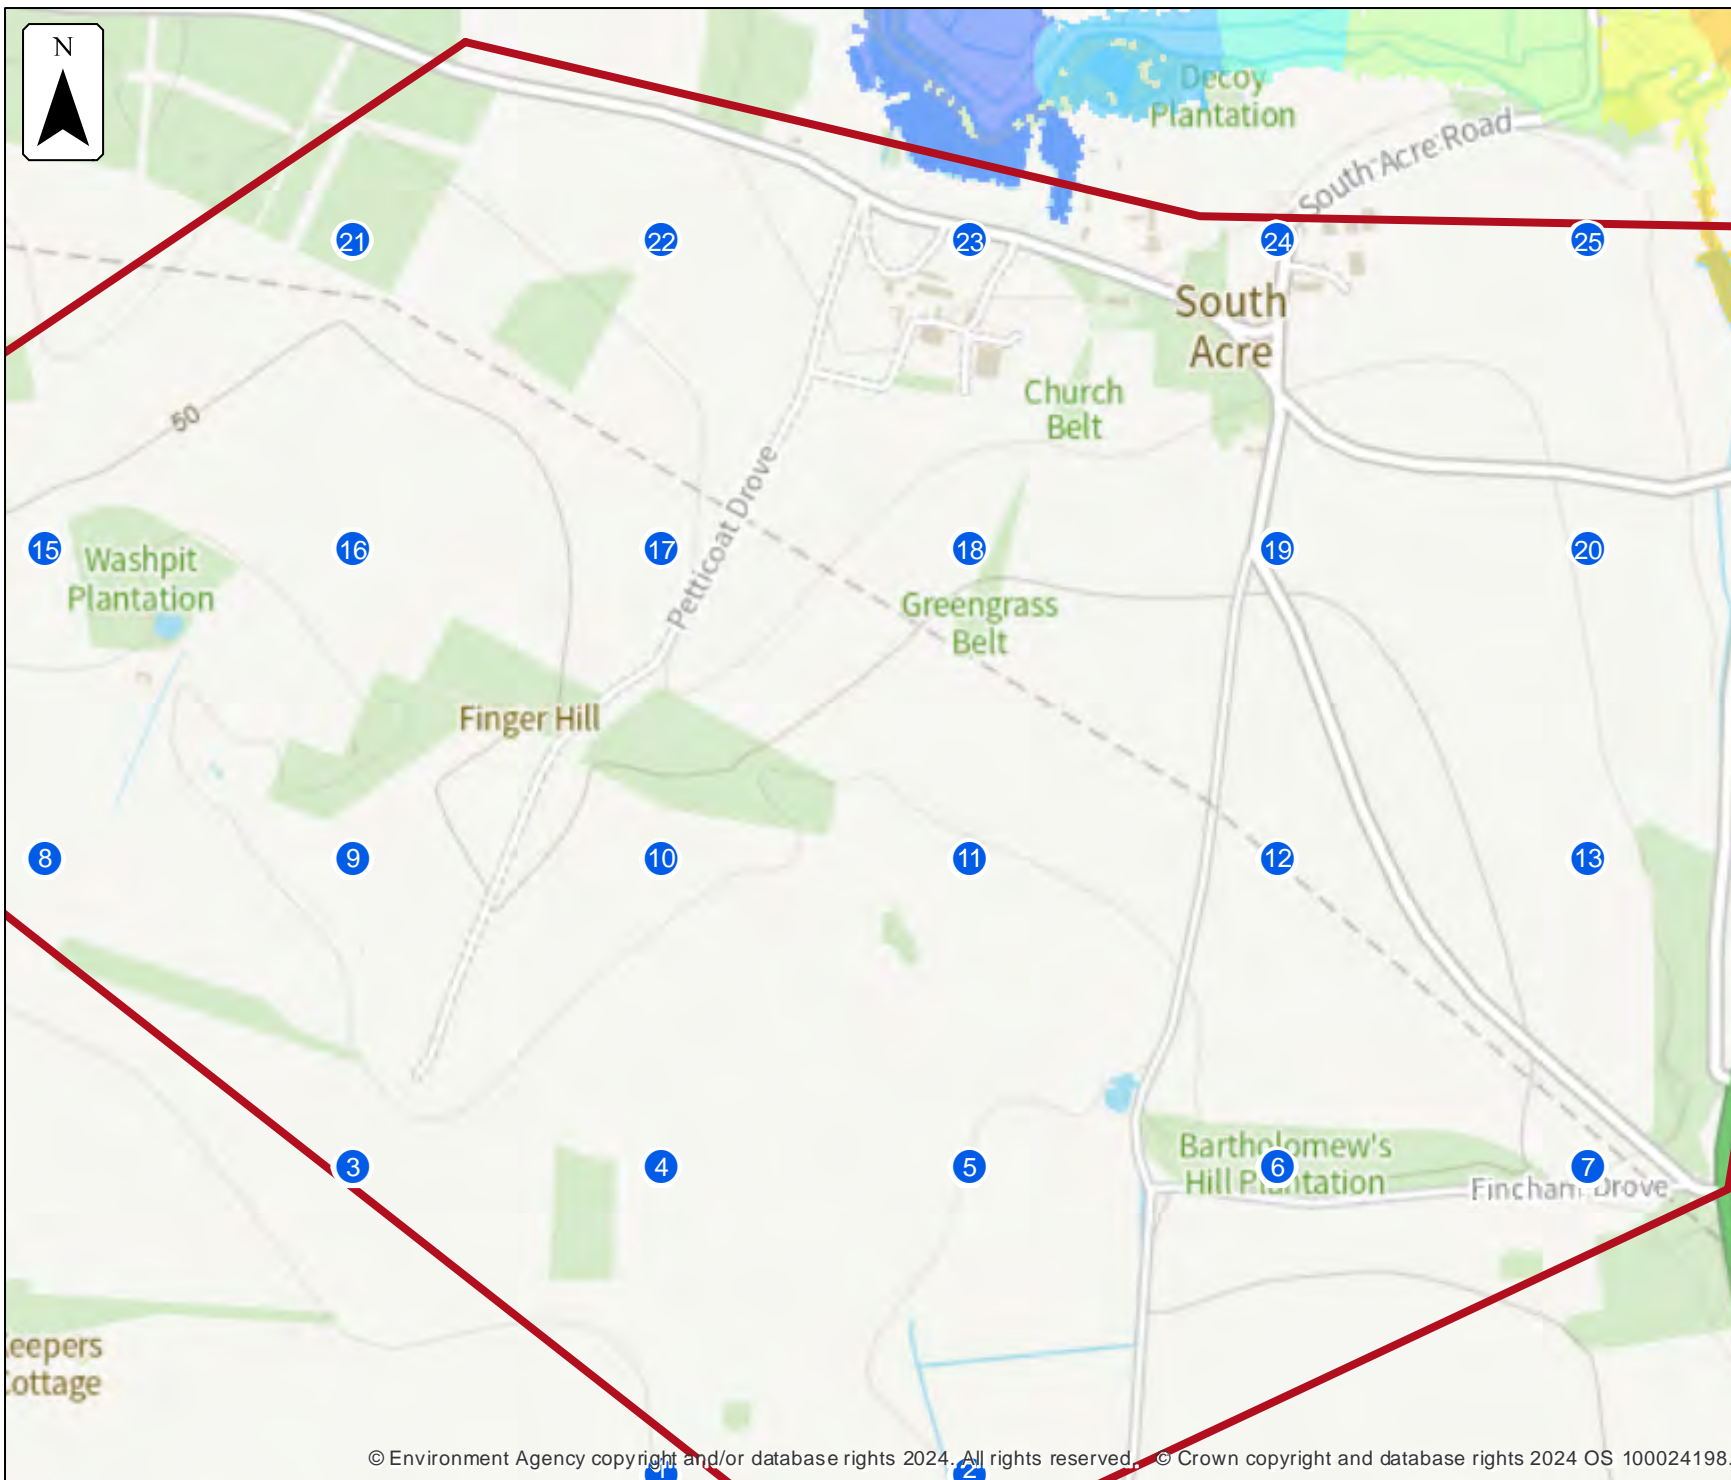 N
Decoy
Plantation
South Acre Road
21
22
23
24
25
South
Acre
Church
Belt
50
Petticoat Drove
15
16
17
18
19
20
Washpit
Plantation
Greengrass
Belt
Finger Hill
8
9
10
11
12
13
Bartholomew's
Hill Plantation
3
4
5
6
7
Fincham Drove
eepers
ottage
© Environment Agency copyright and/or database rights 2024. All rights reserved. © Crown copyright and database rights 2024 OS 100024198.
1
2